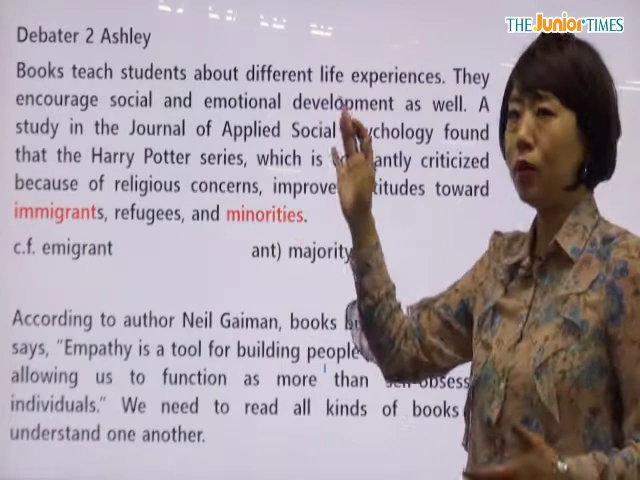 THE Junior TIMES
Debater 2 Ashley
Books teach students about different life experiences. They
encourage social and emotional development as well. A
study in the Journal of Applied Social chology found
that the Harry Potter series, which is criticized
because of religious concerns, improve toward
immigrants, refugees, and minorities.
c.f. emigrant ant) majority
According to author Neil Gaiman, books
says, “Empathy is a tool for building people
allowing us to function as more than
individuals.” We need to read all kinds of books
understand one another.